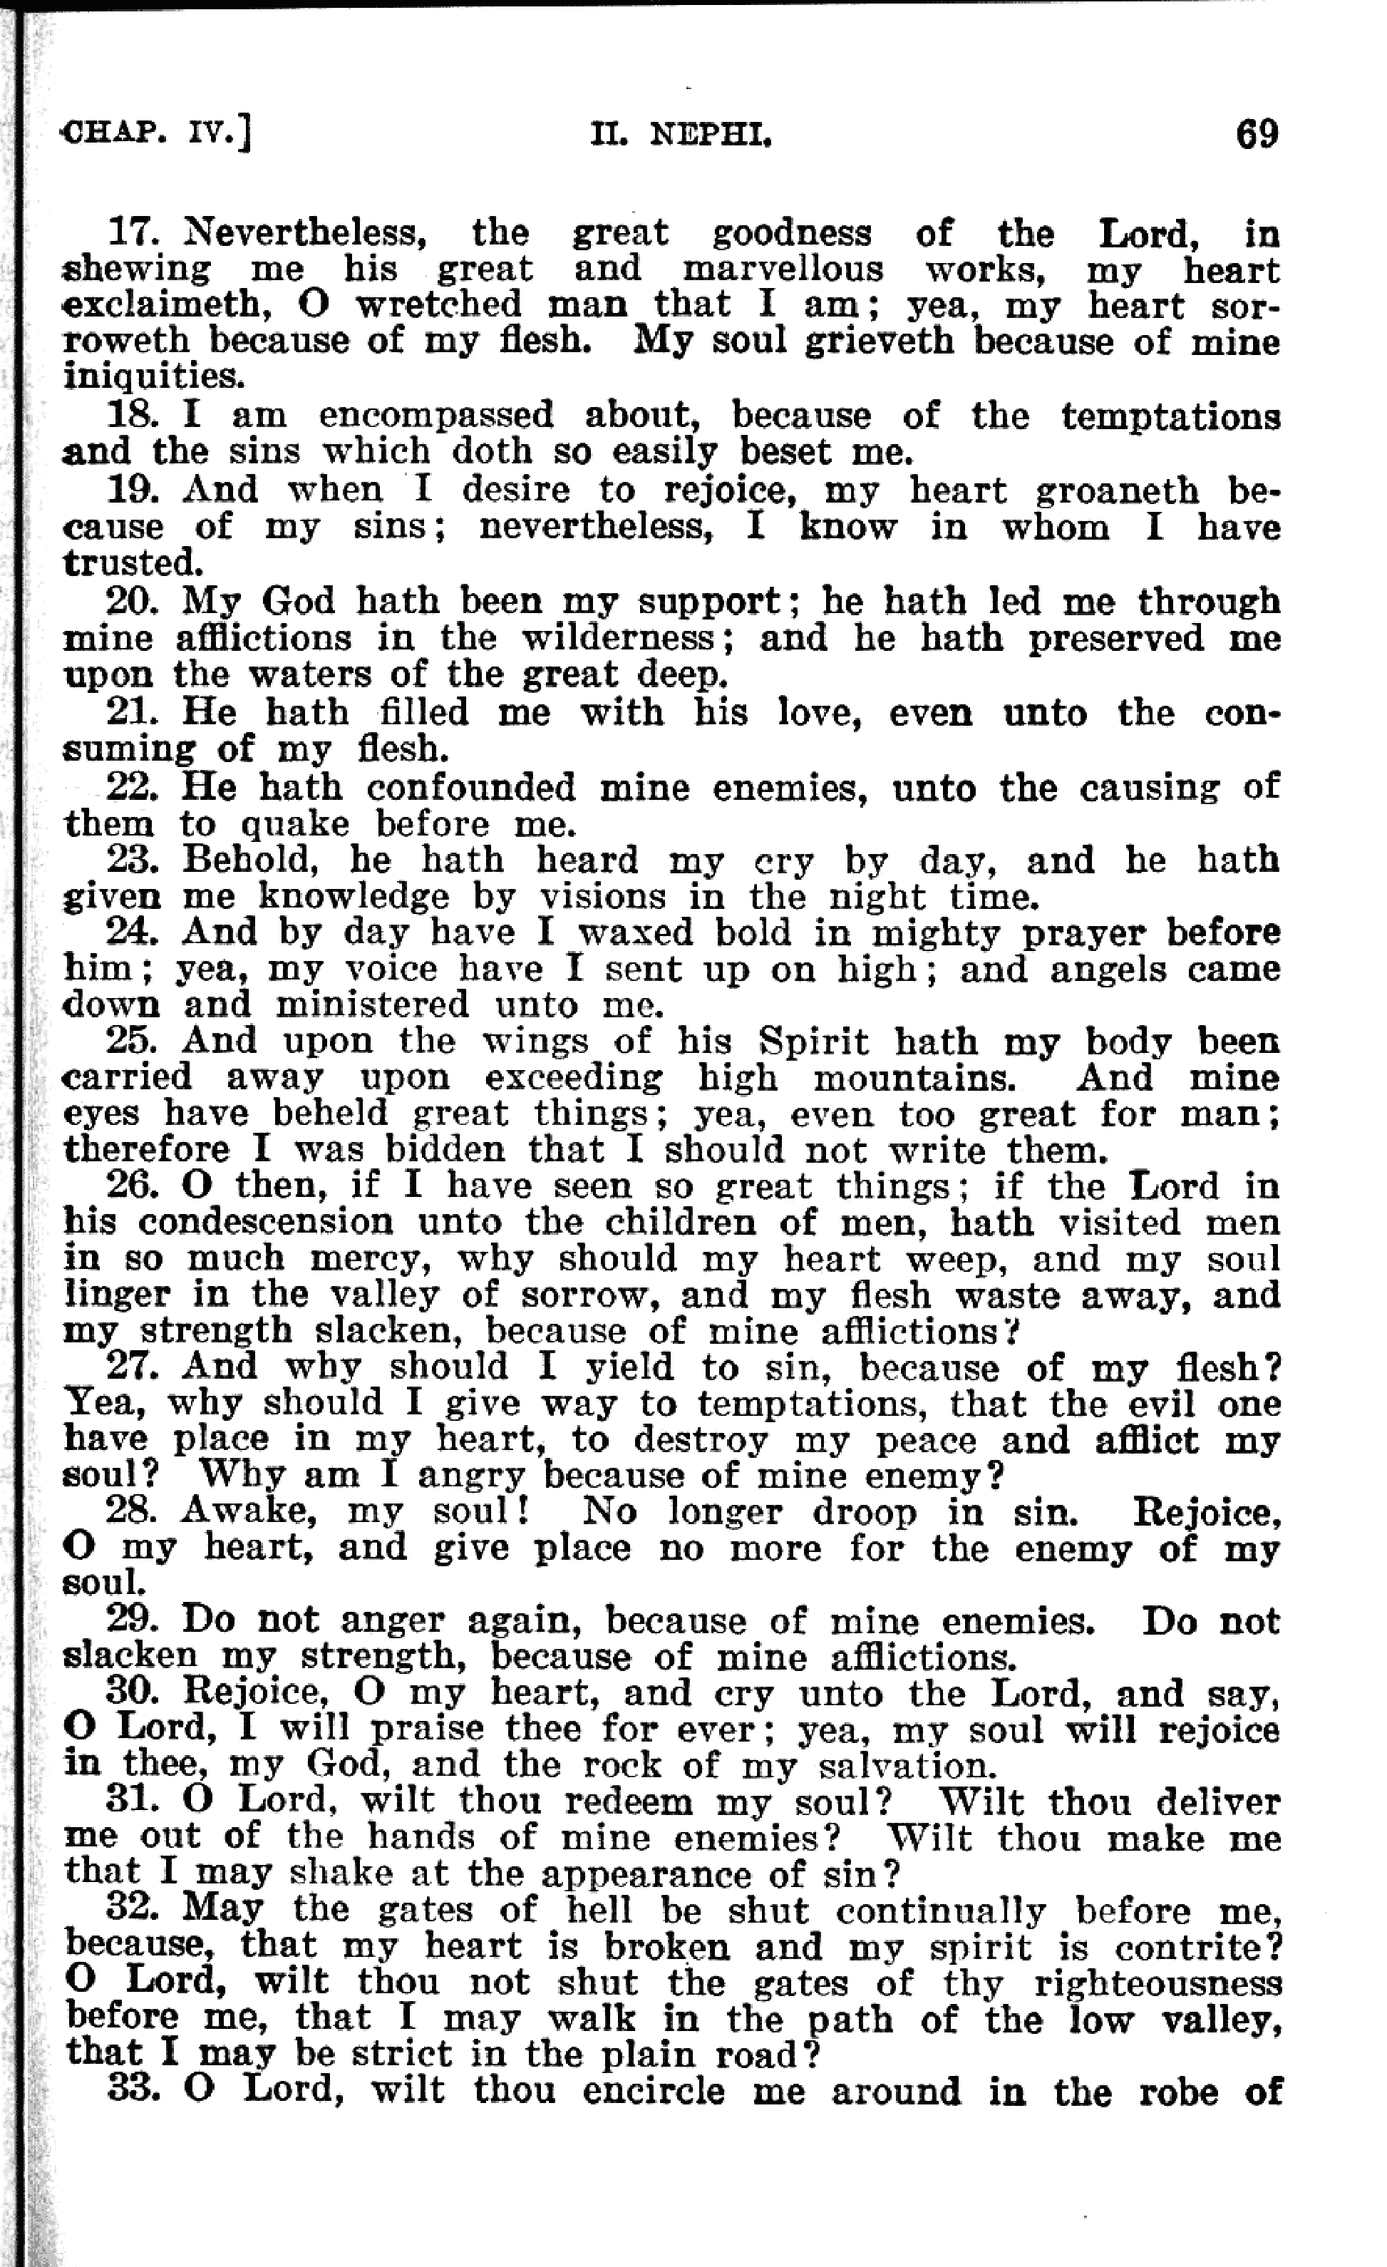 CHAP. IV.] II. NEPHI. 69
17. Nevertheless, the great goodness of the Lord, in
shewing me his great and marvellous works, my heart
exclaimeth, O wretched man that I am; yea, my heart sor-
roweth because of my flesh. My soul grieveth because of mine
iniquities.
18. I am encompassed about, because of the temptations
and the sins which doth so easily beset me.
19. And when I desire to rejoice, my heart groaneth be-
cause of my sins; nevertheless, I know in whom I have
trusted.
20. My God hath been my support; he hath led me through
mine afflictions in the wilderness; and he hath preserved me
upon the waters of the great deep.
21. He hath filled me with his love, even unto the con-
suming of my flesh.
22. He hath confounded mine enemies, unto the causing of
them to quake before me.
23. Behold, he hath heard my cry by day, and he hath
given me knowledge by visions in the night time.
24. And by day have I waxed bold in mighty prayer before
him; yea, my voice have I sent up on high; and angels came
down and ministered unto me.
25. And upon the wings of his Spirit hath my body been
carried away upon exceeding high mountains. And mine
eyes have beheld great things; yea, even too great for man;
therefore I was bidden that I should not write them.
26. O then, if I have seen so great things; if the Lord in
his condescension unto the children of men, hath visited men
in so much mercy, why should my heart weep, and my soul
linger in the valley of sorrow, and my flesh waste away, and
my strength slacken, because of mine afflictions?
27. And why should I yield to sin, because of my flesh?
Yea, why should I give way to temptations, that the evil one
have place in my heart, to destroy my peace and afflict my
soul? Why am I angry because of mine enemy?
28. Awake, my soul! No longer droop in sin. Rejoice,
O my heart, and give place no more for the enemy of my
soul.
29. Do not anger again, because of mine enemies. Do not
slacken my strength, because of mine afflictions.
30. Rejoice, O my heart, and cry unto the Lord, and say,
O Lord, I will praise thee for ever; yea, my soul will rejoice
in thee, my God, and the rock of my salvation.
31. O Lord, wilt thou redeem my soul? Wilt thou deliver
me out of the hands of mine enemies? Wilt thou make me
that I may shake at the appearance of sin?
32. May the gates of hell be shut continually before me,
because, that my heart is broken and my spirit is contrite?
O Lord, wilt thou not shut the gates of thy righteousness
before me, that I may walk in the path of the low valley,
that I may be strict in the plain road?
33. O Lord, wilt thou encircle me around in the robe of